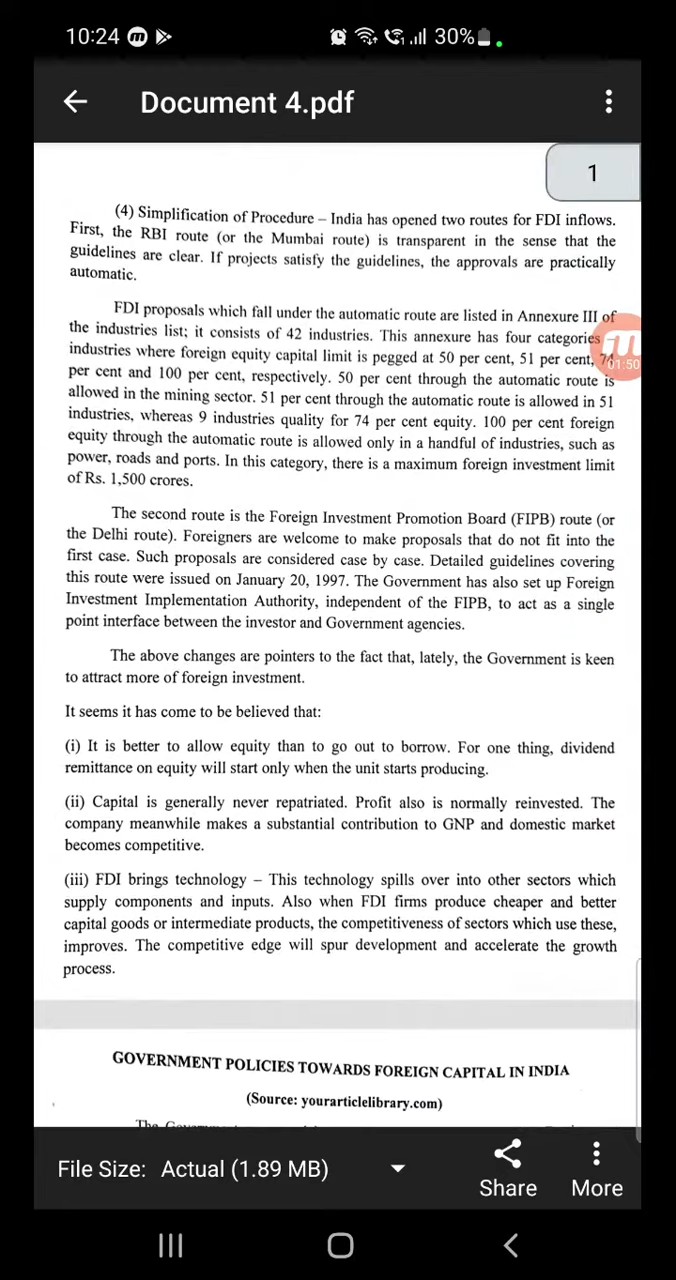 10:24
30%
Document 4.pdf
1
(4) Simplification of Procedure – India has opened two routes for FDI inflows.
First, the RBI route (or the Mumbai route) is transparent in the sense that the
guidelines are clear. If projects satisfy the guidelines, the approvals are practically
automatic.
FDI proposals which fall under the automatic route are listed in Annexure III of
the industries list; it consists of 42 industries. This annexure has four categories –
industries where foreign equity capital limit is pegged at 50 per cent, 51 per cent, 74
01:50
per cent and 100 per cent, respectively. 50 per cent through the automatic route is
allowed in the mining sector. 51 per cent through the automatic route is allowed in 51
industries, whereas 9 industries quality for 74 per cent equity. 100 per cent foreign
equity through the automatic route is allowed only in a handful of industries, such as
power, roads and ports. In this category, there is a maximum foreign investment limit
of Rs. 1,500 crores.
The second route is the Foreign Investment Promotion Board (FIPB) route (or
the Delhi route). Foreigners are welcome to make proposals that do not fit into the
first case. Such proposals are considered case by case. Detailed guidelines covering
this route were issued on January 20, 1997. The Government has also set up Foreign
Investment Implementation Authority, independent of the FIPB, to act as a single
point interface between the investor and Government agencies.
The above changes are pointers to the fact that, lately, the Government is keen
to attract more of foreign investment.
It seems it has come to be believed that:
(i) It is better to allow equity than to go out to borrow. For one thing, dividend
remittance on equity will start only when the unit starts producing.
(ii) Capital is generally never repatriated. Profit also is normally reinvested. The
company meanwhile makes a substantial contribution to GNP and domestic market
becomes competitive.
(iii) FDI brings technology – This technology spills over into other sectors which
supply components and inputs. Also when FDI firms produce cheaper and better
capital goods or intermediate products, the competitiveness of sectors which use these,
improves. The competitive edge will spur development and accelerate the growth
process.
GOVERNMENT POLICIES TOWARDS FOREIGN CAPITAL IN INDIA
(Source: yourarticlelibrary.com)
The
File Size: Actual (1.89 MB)
Share
More